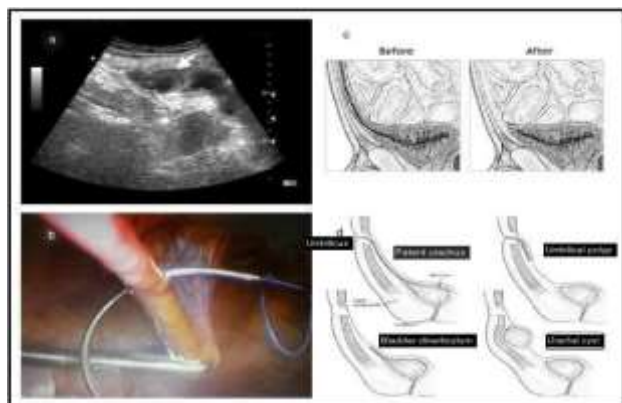 a
c
Before
After
b
d
Umbilicus
Patent urachus
Umbilical polyp
Bladder diverticulum
Urachal cyst